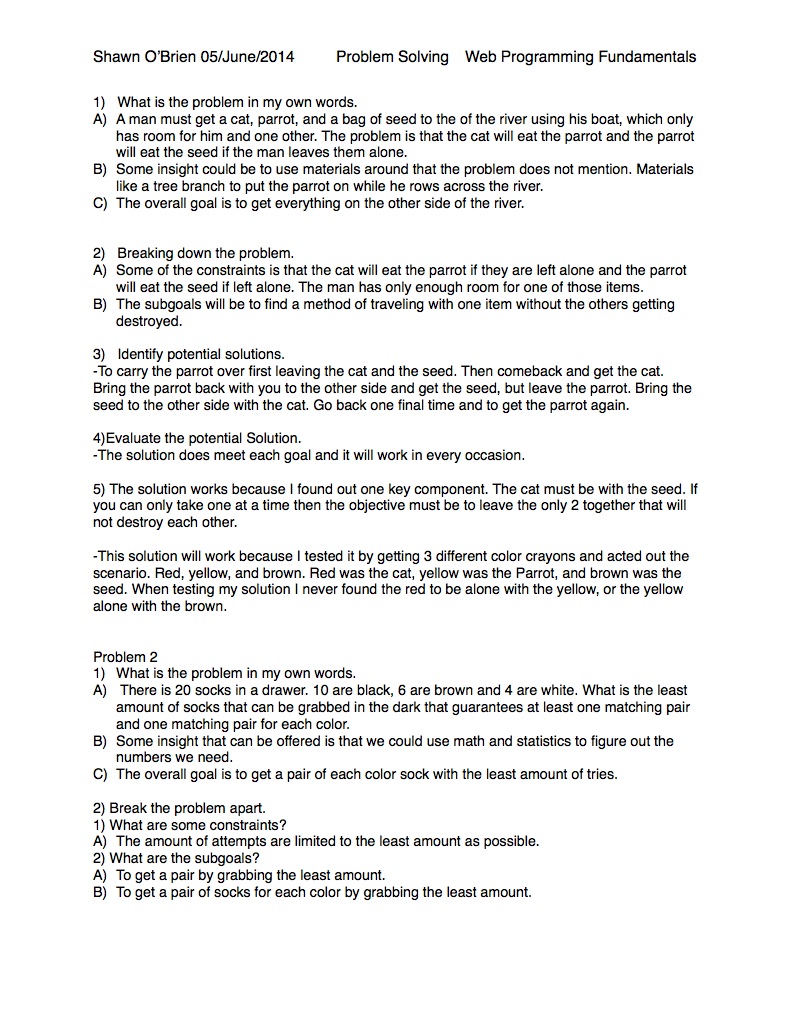 Shawn O'Brien 05/June/2014 Problem Solving Web Programming Fundamentals
1) What is the problem in my own words.
A) A man must get a cat, parrot, and a bag of seed to the of the river using his boat, which only
has room for him and one other. The problem is that the cat will eat the parrot and the parrot
will eat the seed if the man leaves them alone.
B) Some insight could be to use materials around that the problem does not mention. Materials
like a tree branch to put the parrot on while he rows across the river.
C) The overall goal is to get everything on the other side of the river.
2) Breaking down the problem.
A) Some of the constraints is that the cat will eat the parrot if they are left alone and the parrot
will eat the seed if left alone. The man has only enough room for one of those items.
B) The subgoals will be to find a method of traveling with one item without the others getting
destroyed.
3) Identify potential solutions.
-To carry the parrot over first leaving the cat and the seed. Then comeback and get the cat.
Bring the parrot back with you to the other side and get the seed, but leave the parrot. Bring the
seed to the other side with the cat. Go back one final time and to get the parrot again.
4)Evaluate the potential Solution.
-The solution does meet each goal and it will work in every occasion.
5) The solution works because I found out one key component. The cat must be with the seed. If
you can only take one at a time then the objective must be to leave the only 2 together that will
not destroy each other.
-This solution will work because I tested it by getting 3 different color crayons and acted out the
scenario. Red, yellow, and brown. Red was the cat, yellow was the Parrot, and brown was the
seed. When testing my solution I never found the red to be alone with the yellow, or the yellow
alone with the brown.
Problem 2
1) What is the problem in my own words.
A) There is 20 socks in a drawer. 10 are black, 6 are brown and 4 are white. What is the least
amount of socks that can be grabbed in the dark that guarantees at least one matching pair
and one matching pair for each color.
B) Some insight that can be offered is that we could use math and statistics to figure out the
numbers we need.
C) The overall goal is to get a pair of each color sock with the least amount of tries.
2) Break the problem apart.
1) What are some constraints?
A) The amount of attempts are limited to the least amount as possible.
2) What are the subgoals?
A) To get a pair by grabbing the least amount.
B) To get a pair of socks for each color by grabbing the least amount.